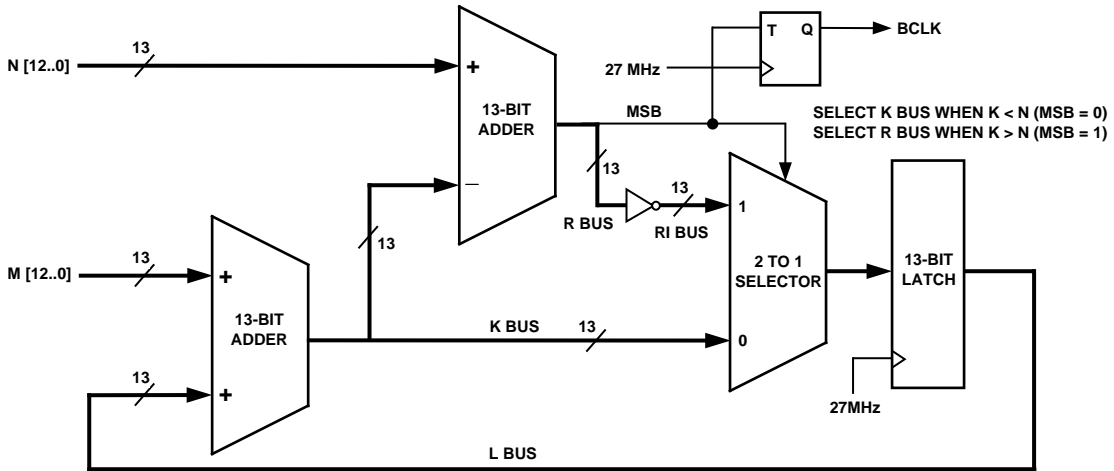 N [12..0]
13
+
13-BIT
ADDER
–
MSB
T Q
BCLK
27 MHz
SELECT K BUS WHEN K < N (MSB = 0)
SELECT R BUS WHEN K > N (MSB = 1)
13
R BUS
13
RI BUS
1
2 TO 1
SELECTOR
0
13-BIT
LATCH
27MHz
13
M [12..0]
13
+
13-BIT
ADDER
+
K BUS
13
13
L BUS